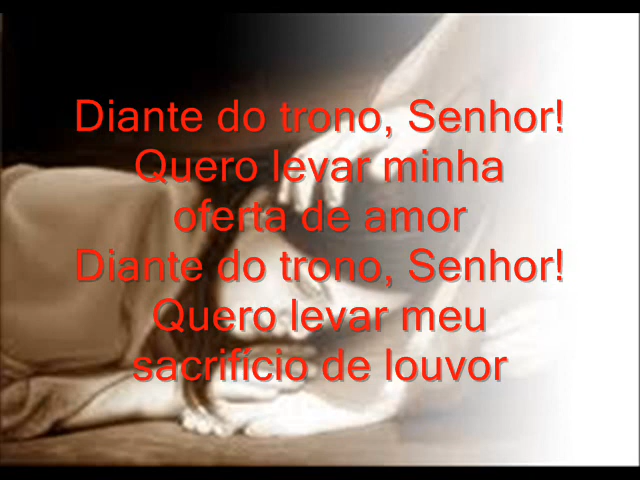 Diante do trono, Senhor!
Quero levar minha
oferta de amor
Diante do trono, Senhor!
Quero levar meu
sacrifício de louvor